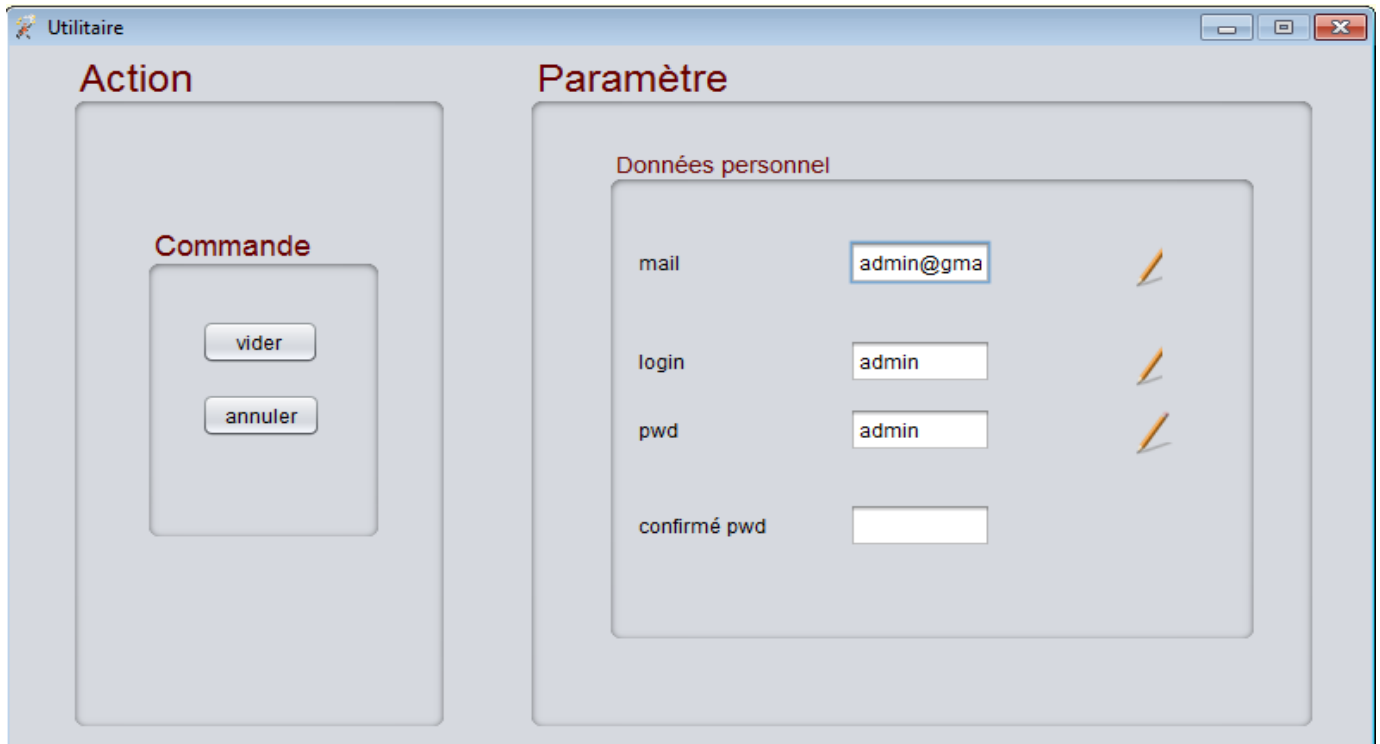 Utilitaire
Action
Commande
vider
annuler
Paramètre
Données personnel
mail admin@gma
login admin
pwd admin
confirmé pwd